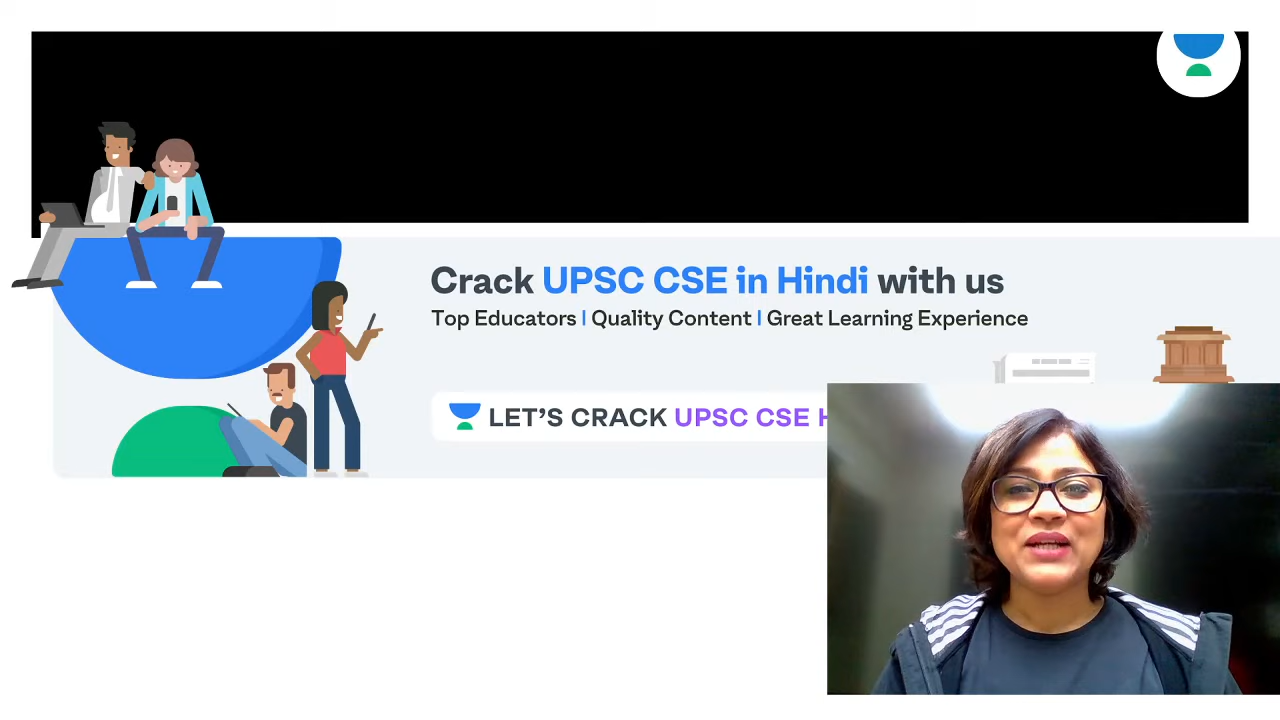 Crack UPSC CSE in Hindi with us
Top Educators | Quality Content | Great Learning Experience
LET'S CRACK UPSC CSE